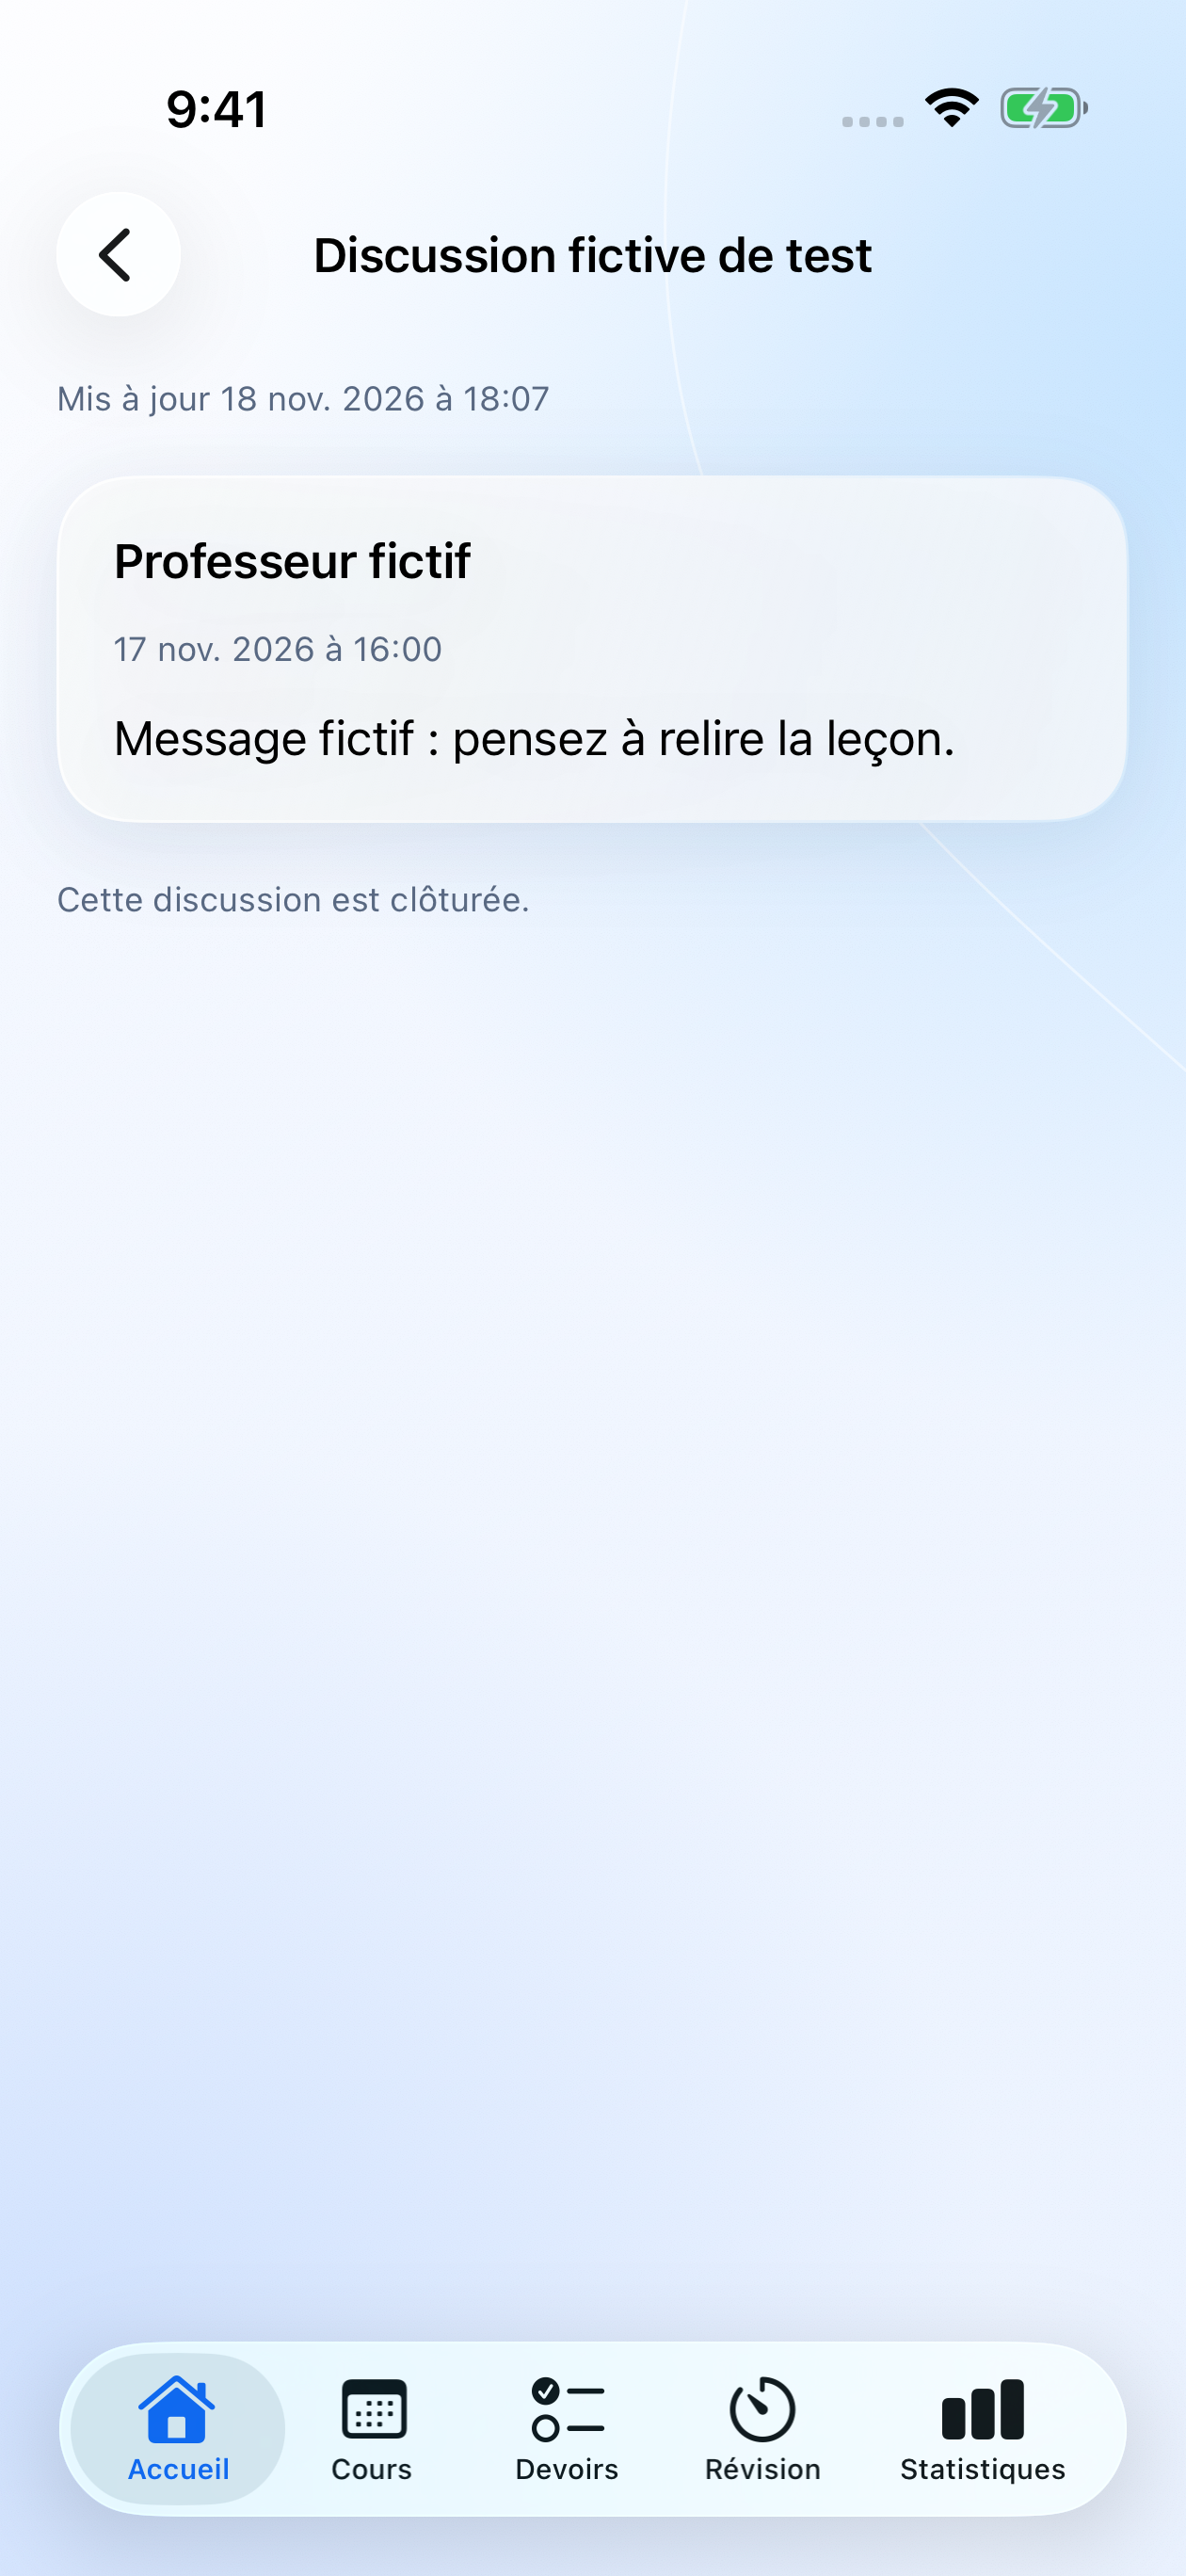 9:41
Discussion fictive de test
Mis à jour 18 nov. 2026 à 18:07
Professeur fictif
17 nov. 2026 à 16:00
Message fictif : pensez à relire la leçon.
Cette discussion est clôturée.
Accueil
Cours
Devoirs
Révision
Statistiques